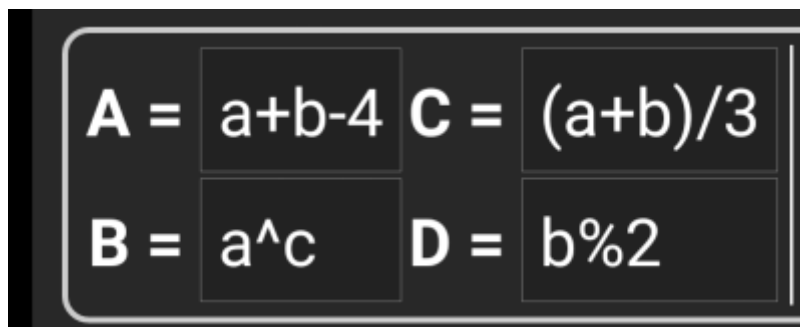 A = a+b-4 C = (a+b)/3
B = a^c D = b%2